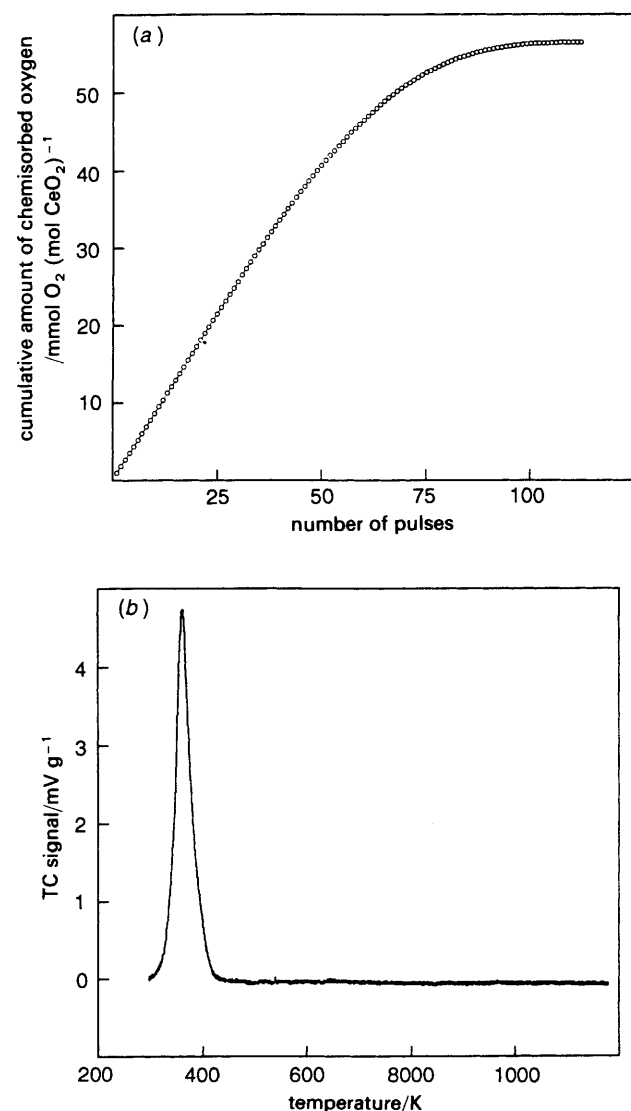 (a)
50
40
30
20
10
cumulative amount of chemisorbed oxygen
/mmol O₂ (mol CeO₂)⁻¹
25 50 75 100
number of pulses
(b)
4
3
2
1
0
TC signal/mV g⁻¹
200 400 600 8000 1000
temperature/K